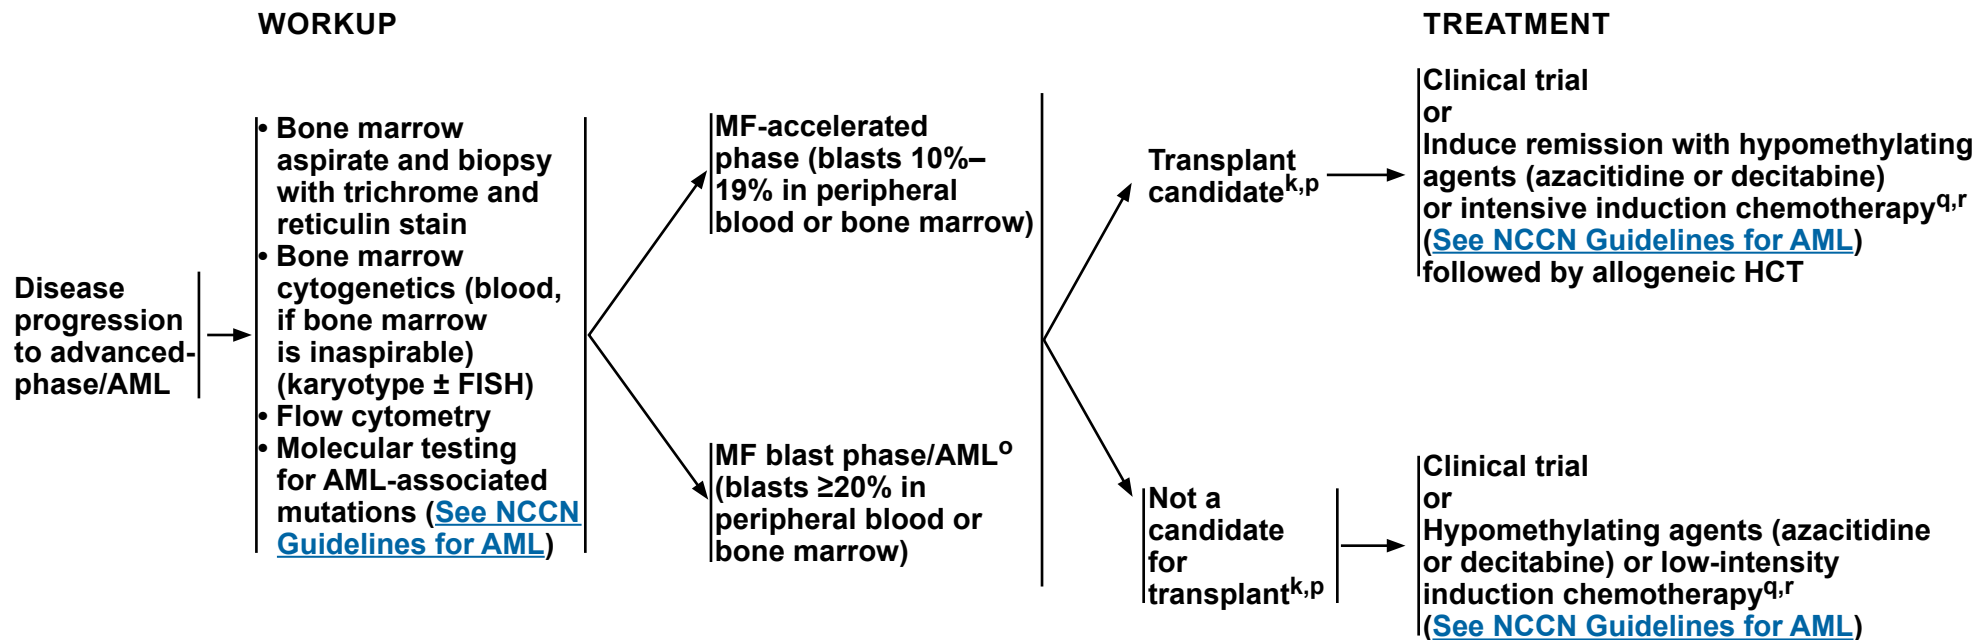 WORKUP
TREATMENT
Disease
progression
to advanced-
phase/AML
• Bone marrow
aspirate and biopsy
with trichrome and
reticulin stain
• Bone marrow
cytogenetics (blood,
if bone marrow
is inaspirable)
(karyotype ± FISH)
• Flow cytometry
• Molecular testing
for AML-associated
mutations (See NCCN
Guidelines for AML)
MF-accelerated
phase (blasts 10%–
19% in peripheral
blood or bone marrow)
MF blast phase/AMLo
(blasts ≥20% in
peripheral blood or
bone marrow)
Transplant
candidatek,p
Clinical trial
or
Induce remission with hypomethylating
agents (azacitidine or decitabine)
or intensive induction chemotherapyq,r
(See NCCN Guidelines for AML)
followed by allogeneic HCT
Not a
candidate
for
transplantk,p
Clinical trial
or
Hypomethylating agents (azacitidine
or decitabine) or low-intensity
induction chemotherapyq,r
(See NCCN Guidelines for AML)